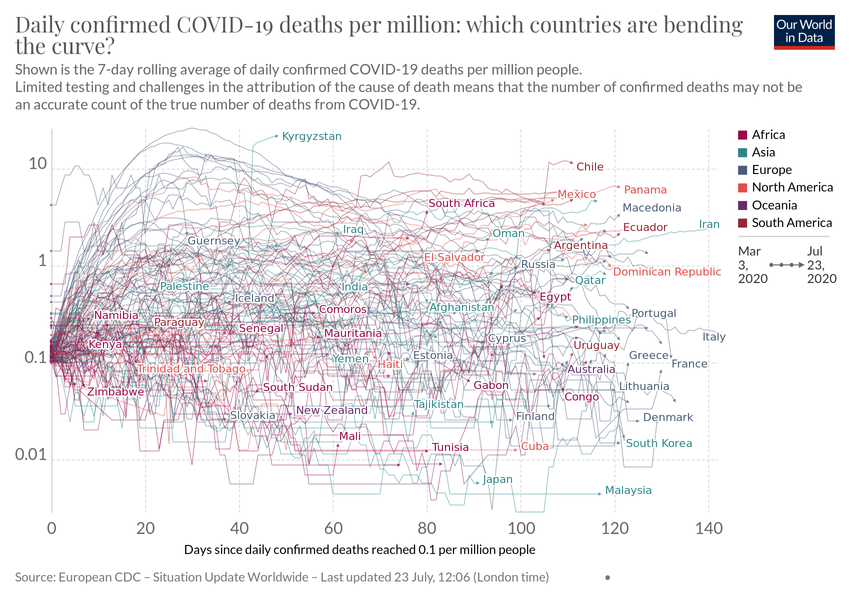 Daily confirmed COVID-19 deaths per million: which countries are bending
the curve?
Our World
in Data
Shown is the 7-day rolling average of daily confirmed COVID-19 deaths per million people.
Limited testing and challenges in the attribution of the cause of death means that the number of confirmed deaths may not be
an accurate count of the true number of deaths from COVID-19.
Kyrgyzstan
Africa
Asia
Europe
North America
Oceania
South America
Mar
3,
2020
Jul
23,
2020
10
Chile
Mexico
Panama
South Africa
Macedonia
Iraq
Oman
Ecuador
Iran
Guernsey
Argentina
El Salvador
1
Russia
Dominican Republic
Palestine
India
Qatar
Iceland
Egypt
Namibia
Comoros
Afghanistan
Portugal
Paraguay
Senegal
Philippines
Mauritania
Italy
Kenya
Cyprus
Uruguay
0.1
Yemen
Estonia
Greece
Trinidad and Tobago
Haiti
Australia
France
Zimbabwe
South Sudan
Gabon
Lithuania
Congo
Slovakia
New Zealand
Tajikistan
Finland
Denmark
Mali
Tunisia
Cuba
South Korea
0.01
Japan
Malaysia
0
20
40
60
80
100
120
140
Days since daily confirmed deaths reached 0.1 per million people
Source: European CDC – Situation Update Worldwide – Last updated 23 July, 12:06 (London time)